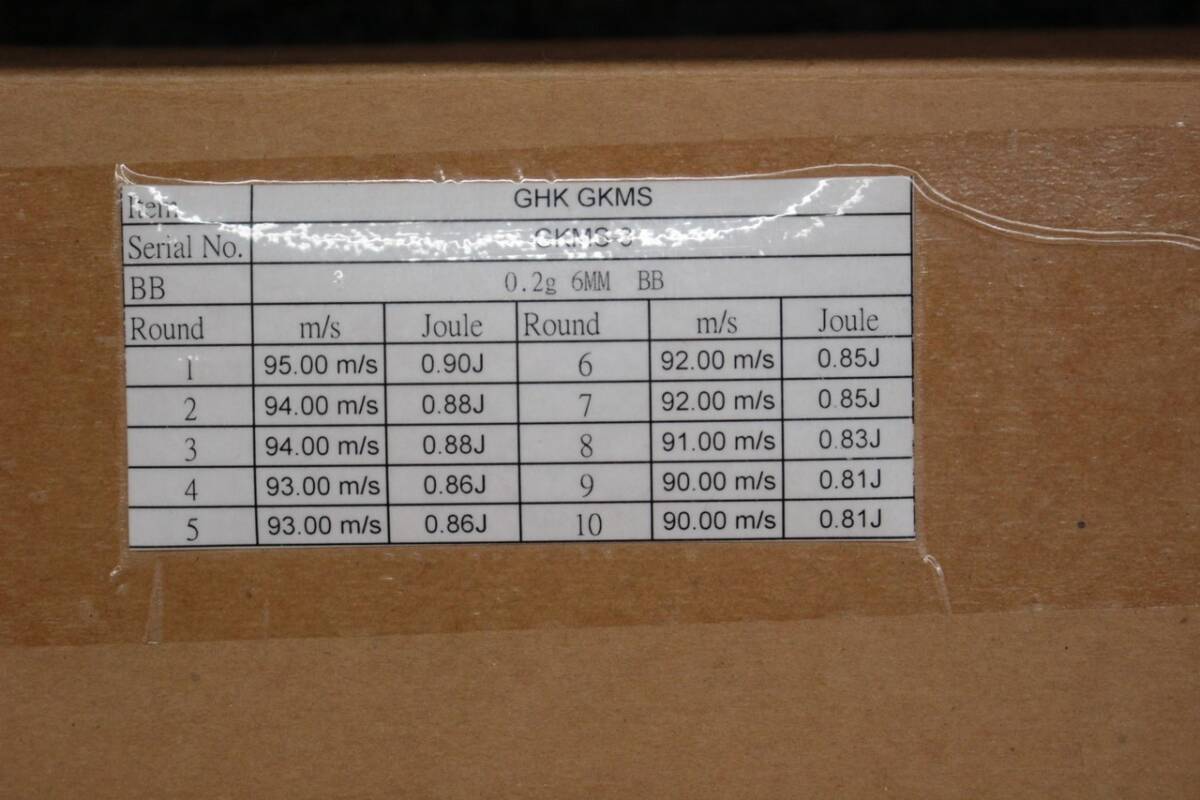 Item GHK GKMS
Serial No. GKMS-3
BB 0.2g 6MM BB
Round m/s Joule Round m/s Joule
1 95.00 m/s 0.90J 6 92.00 m/s 0.85J
2 94.00 m/s 0.88J 7 92.00 m/s 0.85J
3 94.00 m/s 0.88J 8 91.00 m/s 0.83J
4 93.00 m/s 0.86J 9 90.00 m/s 0.81J
5 93.00 m/s 0.86J 10 90.00 m/s 0.81J